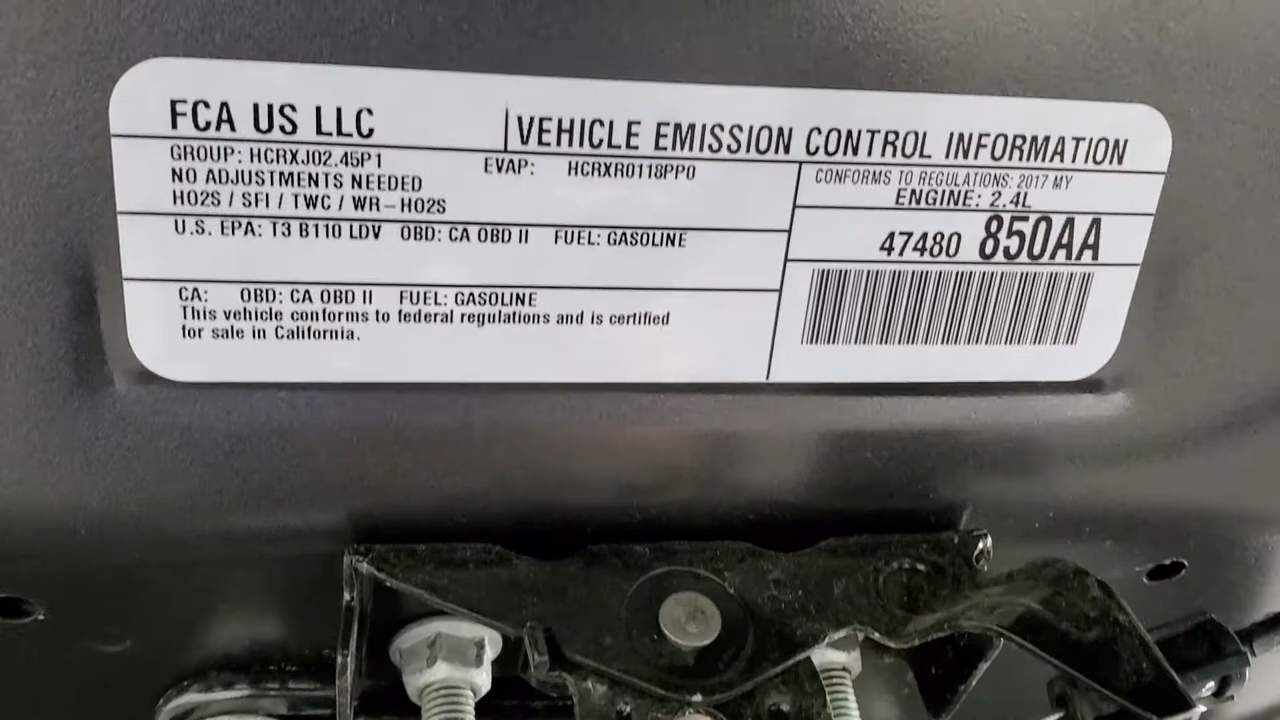 FCA US LLC
VEHICLE EMISSION CONTROL INFORMATION
GROUP: HCRXJ02.45P1
EVAP: HCRXR0118PP0
NO ADJUSTMENTS NEEDED
HO2S / SFI / TWC / WR-HO2S
CONFORMS TO REGULATIONS: 2017 MY
ENGINE: 2.4L
U.S. EPA: T3 B110 LDV OBD: CA OBD II FUEL: GASOLINE
47480 850AA
CA: OBD: CA OBD II FUEL: GASOLINE
This vehicle conforms to federal regulations and is certified
for sale in California.